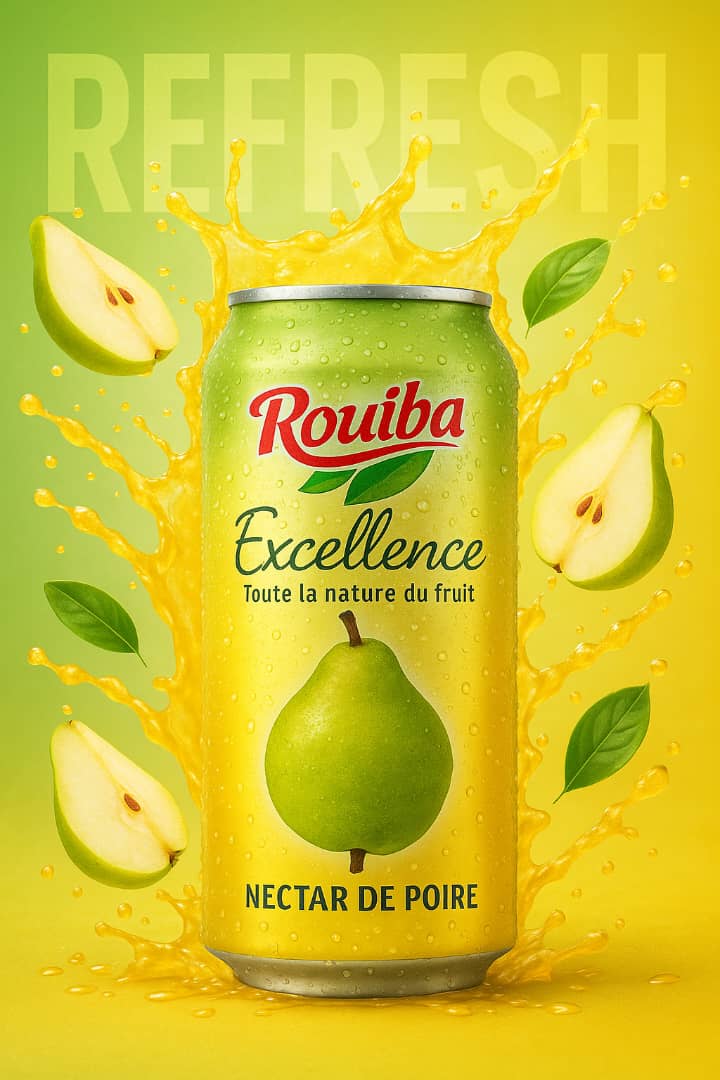 REFRESH
Rouiba
Excellence
Toute la nature du fruit
NECTAR DE POIRE